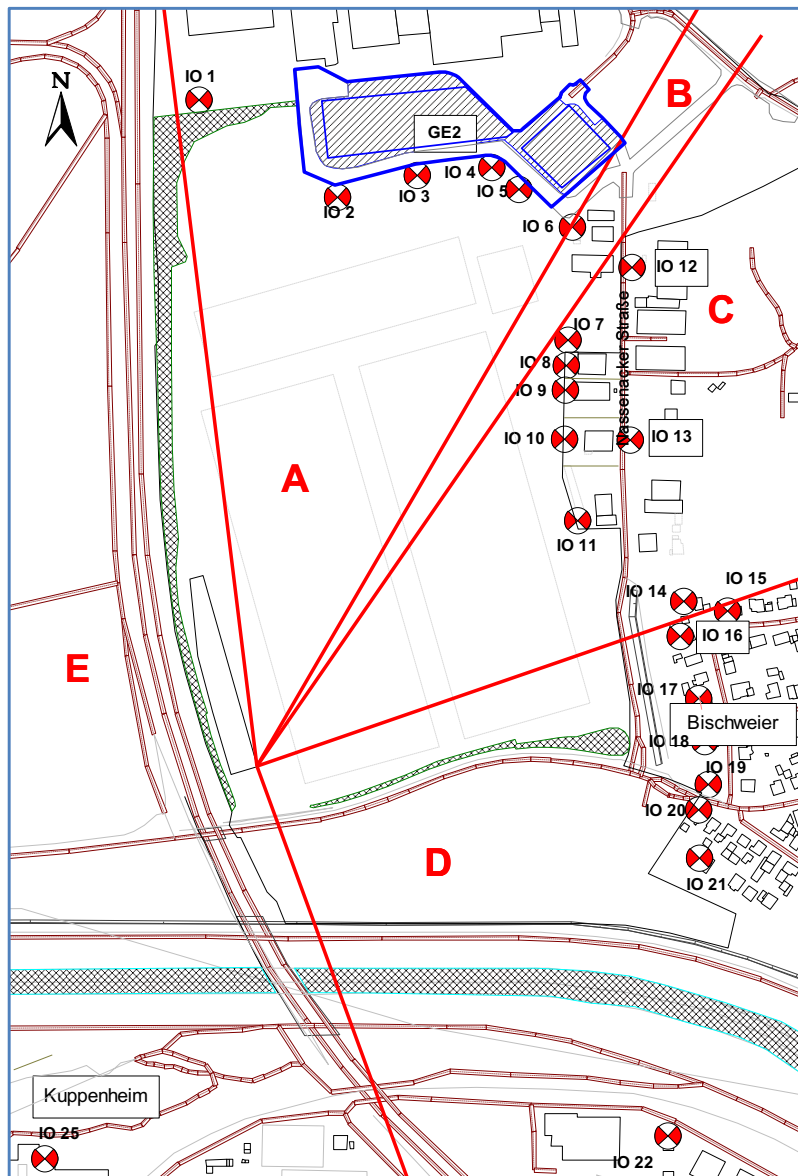 IO 1
B
N
GE2
IO 4
IO 3
IO 5
IO 2
IO 6
IO 12
C
IO 7
Nassenacker Straße
IO 8
IO 9
IO 10
IO 13
A
IO 11
IO 15
IO 14
IO 16
E
IO 17
Bischweier
IO 18
IO 19
IO 20
D
IO 21
Kuppenheim
IO 25
IO 22